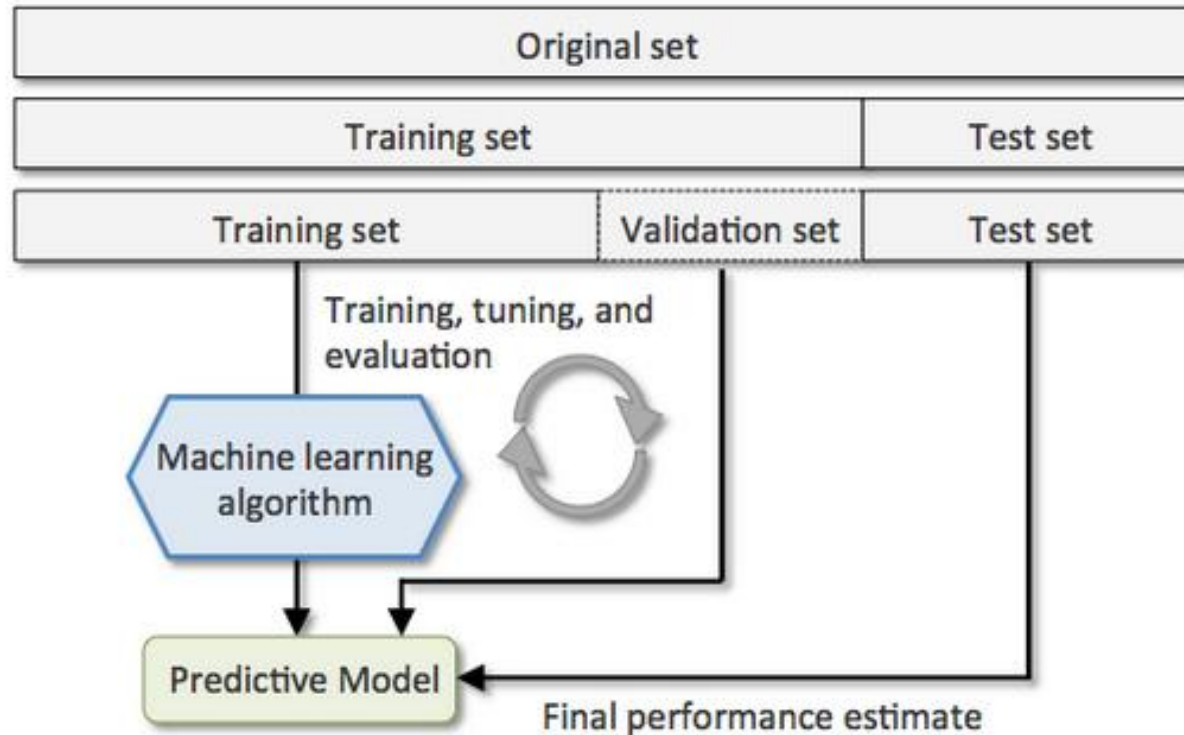 Original set
Training set
Test set
Training set
Validation set
Test set
Training, tuning, and
evaluation
Machine learning
algorithm
Predictive Model
Final performance estimate